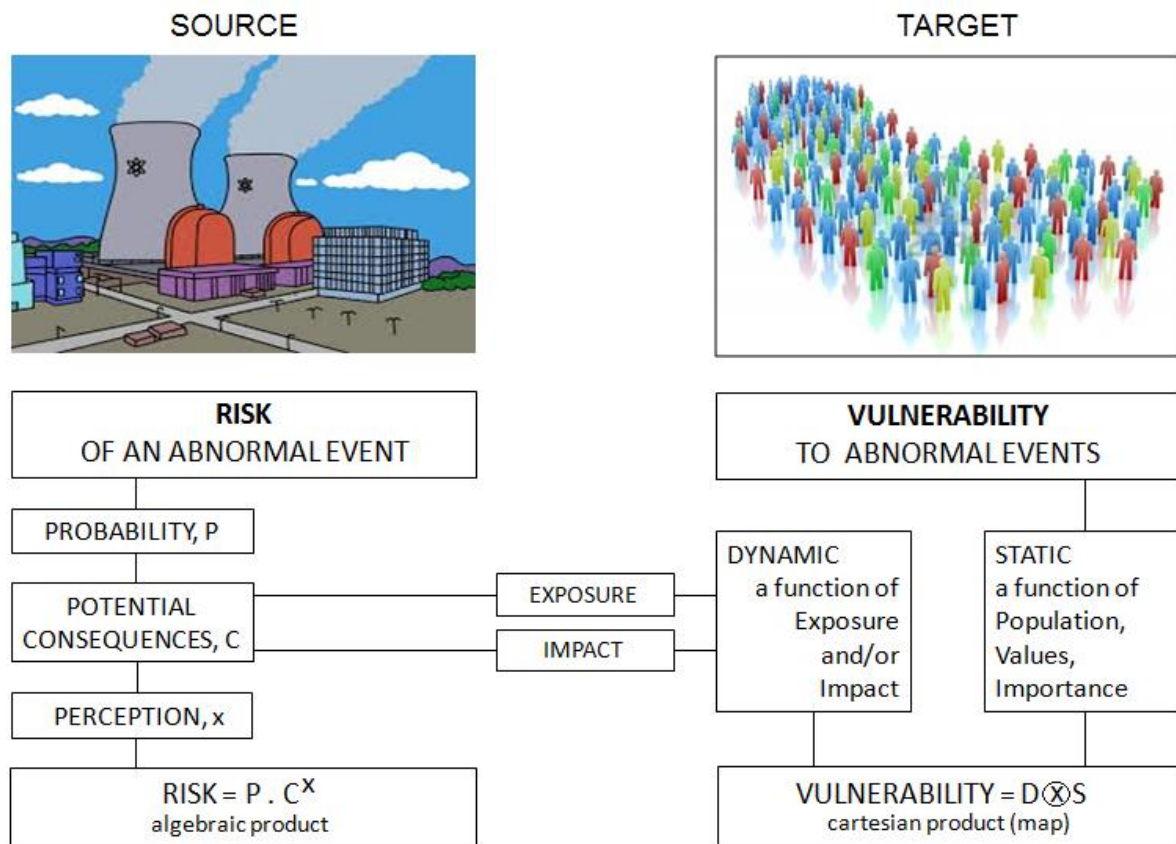 SOURCE
TARGET
RISK
OF AN ABNORMAL EVENT
VULNERABILITY
TO ABNORMAL EVENTS
PROBABILITY, P
POTENTIAL
CONSEQUENCES, C
PERCEPTION, x
EXPOSURE
IMPACT
DYNAMIC
a function of
Exposure
and/or
Impact
STATIC
a function of
Population,
Values,
Importance
RISK = P . C^x
algebraic product
VULNERABILITY = DⓧS
cartesian product (map)